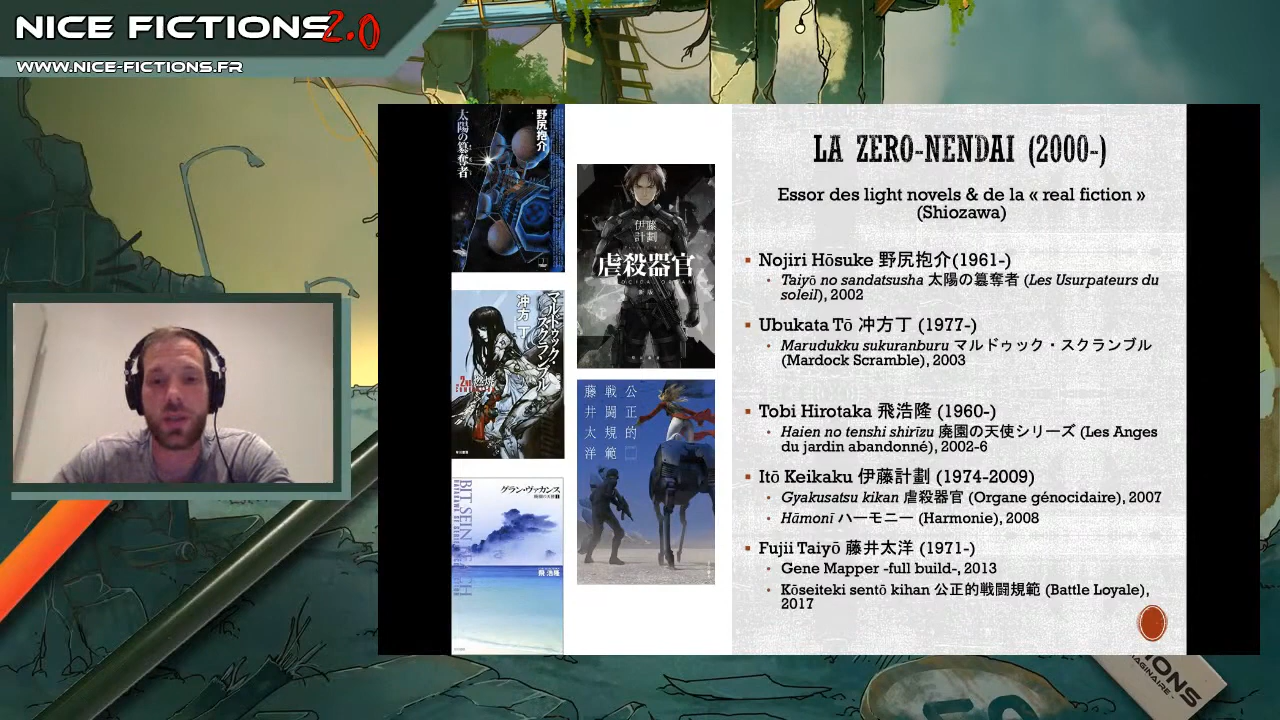 NICE FICTIONS 2.0
WWW.NICE-FICTIONS.FR
野尻抱介
太陽の簒奪者
伊藤
計劃
虐殺器官
マルドゥック・
スクランブル
冲方 丁
公正的
戦闘規範
藤井太洋
グラン・ヴァカンス
飛 浩隆
LA ZERO-NENDAI (2000-)
Essor des light novels & de la « real fiction »
(Shiozawa)
Nojiri Hōsuke 野尻抱介(1961-)
Taiyō no sandatsusha 太陽の簒奪者 (Les Usurpateurs du
soleil), 2002
Ubukata Tō 冲方丁 (1977-)
Marudukku sukuranburu マルドゥック・スクランブル
(Mardock Scramble), 2003
Tobi Hirotaka 飛浩隆 (1960-)
Haien no tenshi shirīzu 廃園の天使シリーズ (Les Anges
du jardin abandonné), 2002-6
Itō Keikaku 伊藤計劃 (1974-2009)
Gyakusatsu kikan 虐殺器官 (Organe génocidaire), 2007
Hāmonī ハーモニー (Harmonie), 2008
Fujii Taiyō 藤井太洋 (1971-)
Gene Mapper -full build-, 2013
Kōseiteki sentō kihan 公正的戦闘規範 (Battle Loyale),
2017